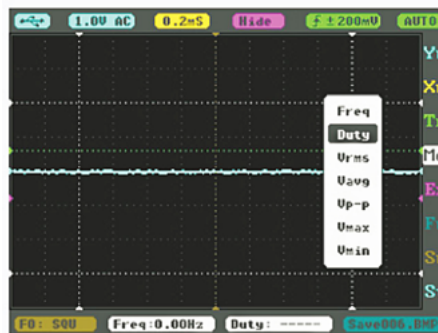 1.0V AC 0.2mS Hide ±200mV AUTO
Freq
Duty
Vrms
Vavg
Vp-p
Vmax
Vmin
F0: SQU Freq:0.00Hz Duty: ----- Save006.BMP